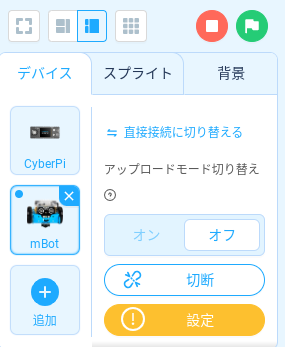 デバイス
スプライト
背景
CyberPi
mBot
追加
直接接続に切り替える
アップロードモード切り替え
オン
オフ
切断
設定